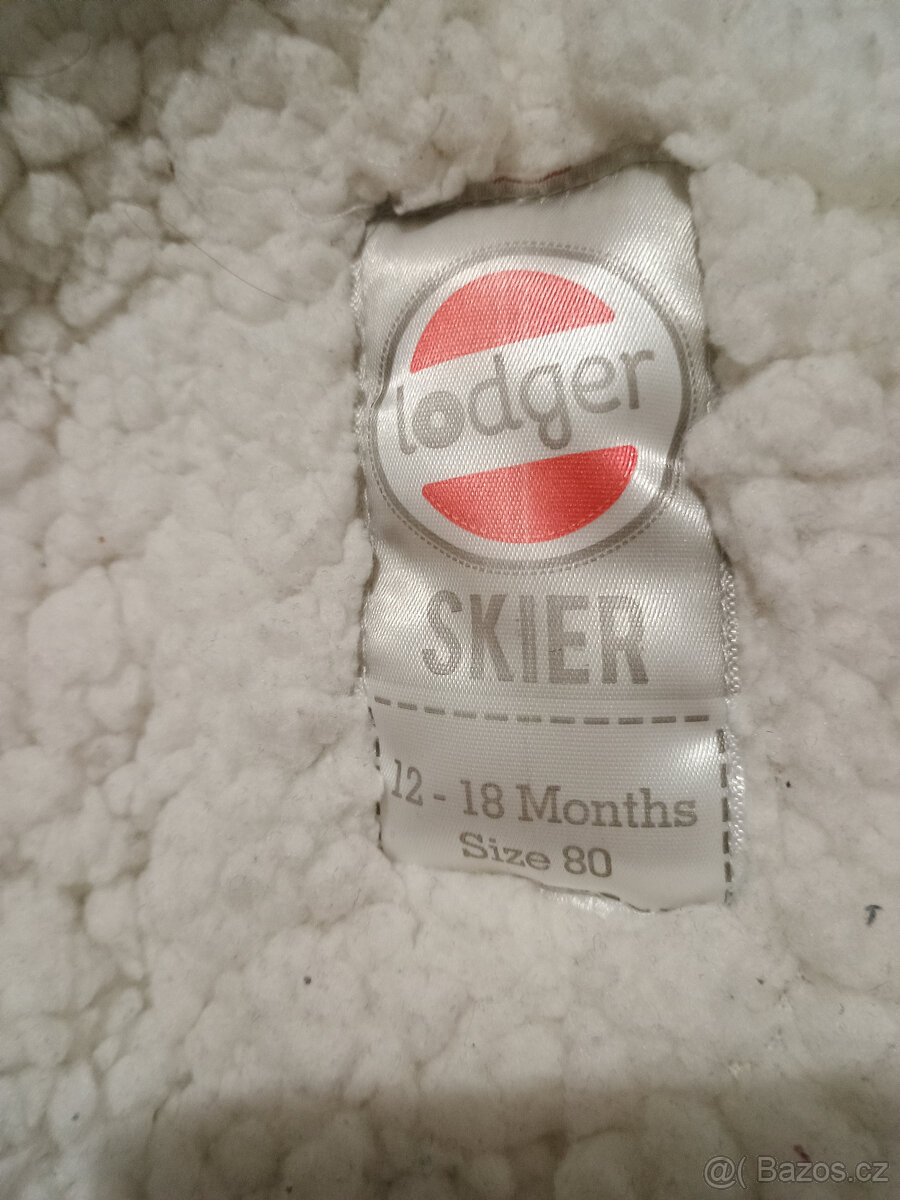 lodger
SKIER
12 - 18 Months
Size 80
@( Bazos.cz